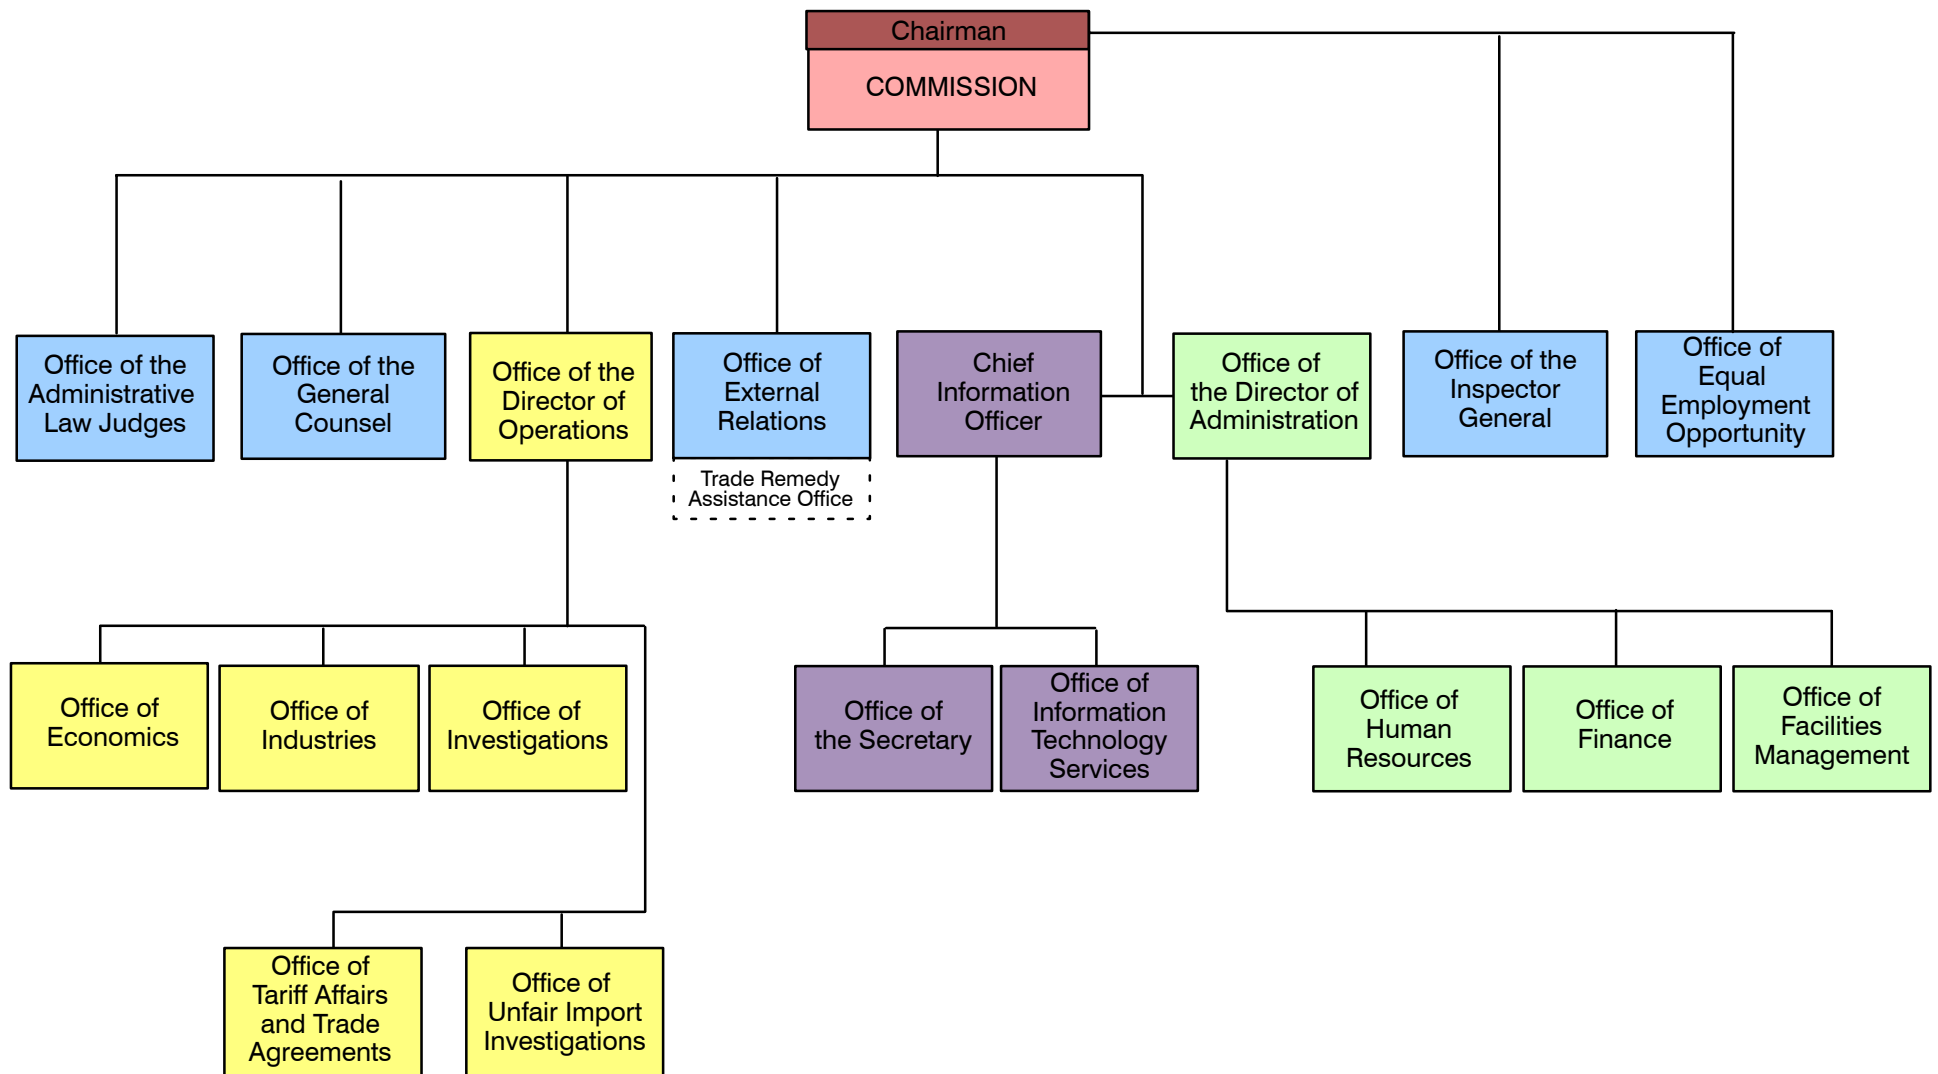 Chairman
COMMISSION
Office of the
Administrative
Law Judges
Office of the
General
Counsel
Office of the
Director of
Operations
Office of
External
Relations
Trade Remedy
Assistance Office
Chief
Information
Officer
Office of
the Director of
Administration
Office of the
Inspector
General
Office of
Equal
Employment
Opportunity
Office of
Economics
Office of
Industries
Office of
Investigations
Office of
the Secretary
Office of
Information
Technology
Services
Office of
Human
Resources
Office of
Finance
Office of
Facilities
Management
Office of
Tariff Affairs
and Trade
Agreements
Office of
Unfair Import
Investigations